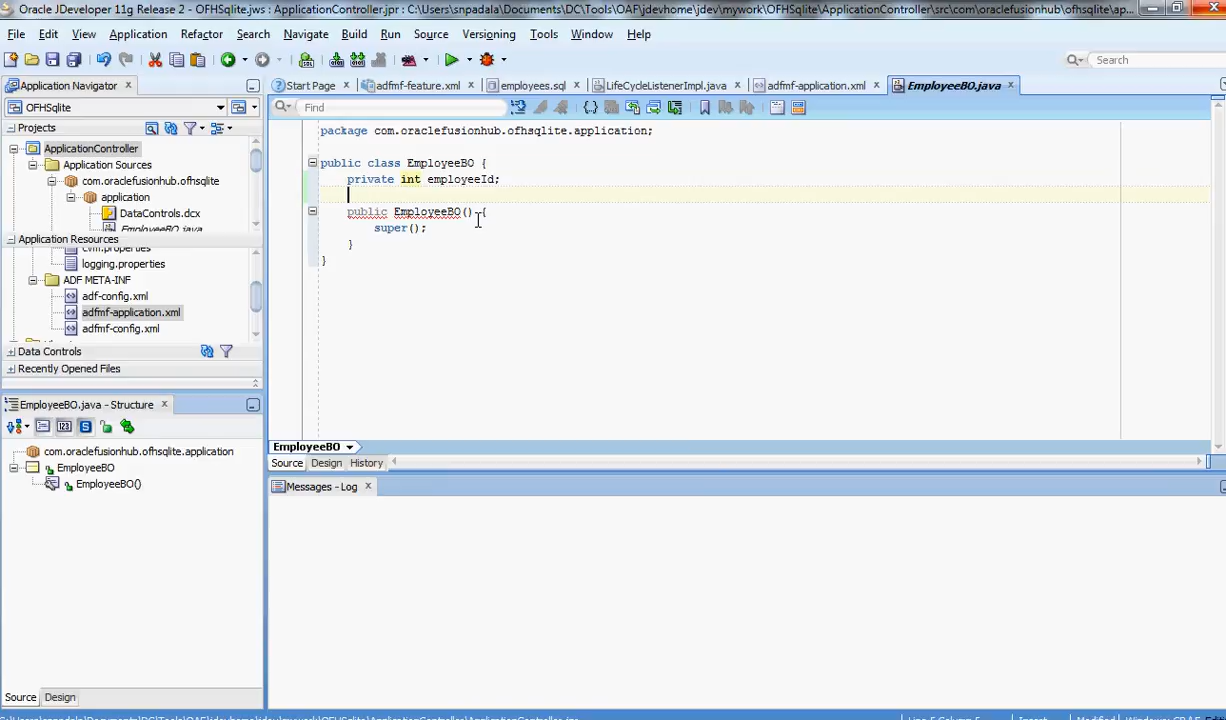 Oracle JDeveloper 11g Release 2 - OFHSqlite.jws : ApplicationController.jpr : C:\Users\snpadala\Documents\DC\Tools\OAF\jdevhome\jdev\mywork\OFHSqlite\ApplicationController\src\com\oraclefusionhub\ofhsqlite\ap...
File Edit View Application Refactor Search Navigate Build Run Source Versioning Tools Window Help
Search
Application Navigator
Start Page
adfmf-feature.xml
employees.sql
LifeCycleListenerImpl.java
adfmf-application.xml
EmployeeBO.java
OFHSqlite
Find
Projects
ApplicationController
Application Sources
com.oraclefusionhub.ofhsqlite
application
DataControls.dcx
EmployeeBO.java
Application Resources
logging.properties
ADF META-INF
adf-config.xml
adfmf-application.xml
adfmf-config.xml
Data Controls
Recently Opened Files
package com.oraclefusionhub.ofhsqlite.application;
public class EmployeeBO {
private int employeeId;
public EmployeeBO() {
super();
}
}
EmployeeBO
Source Design History
EmployeeBO.java - Structure
com.oraclefusionhub.ofhsqlite.application
EmployeeBO
EmployeeBO()
Messages - Log
Source Design